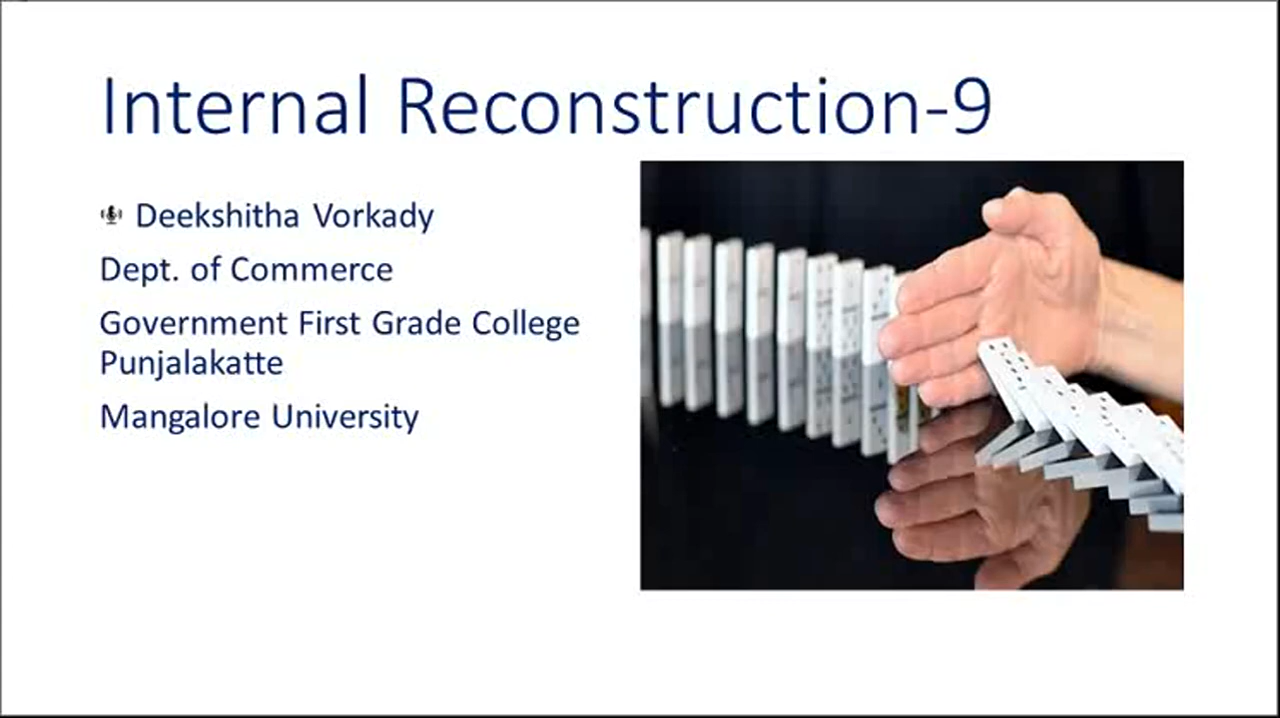 Internal Reconstruction-9
Deekshitha Vorkady
Dept. of Commerce
Government First Grade College
Punjalakatte
Mangalore University